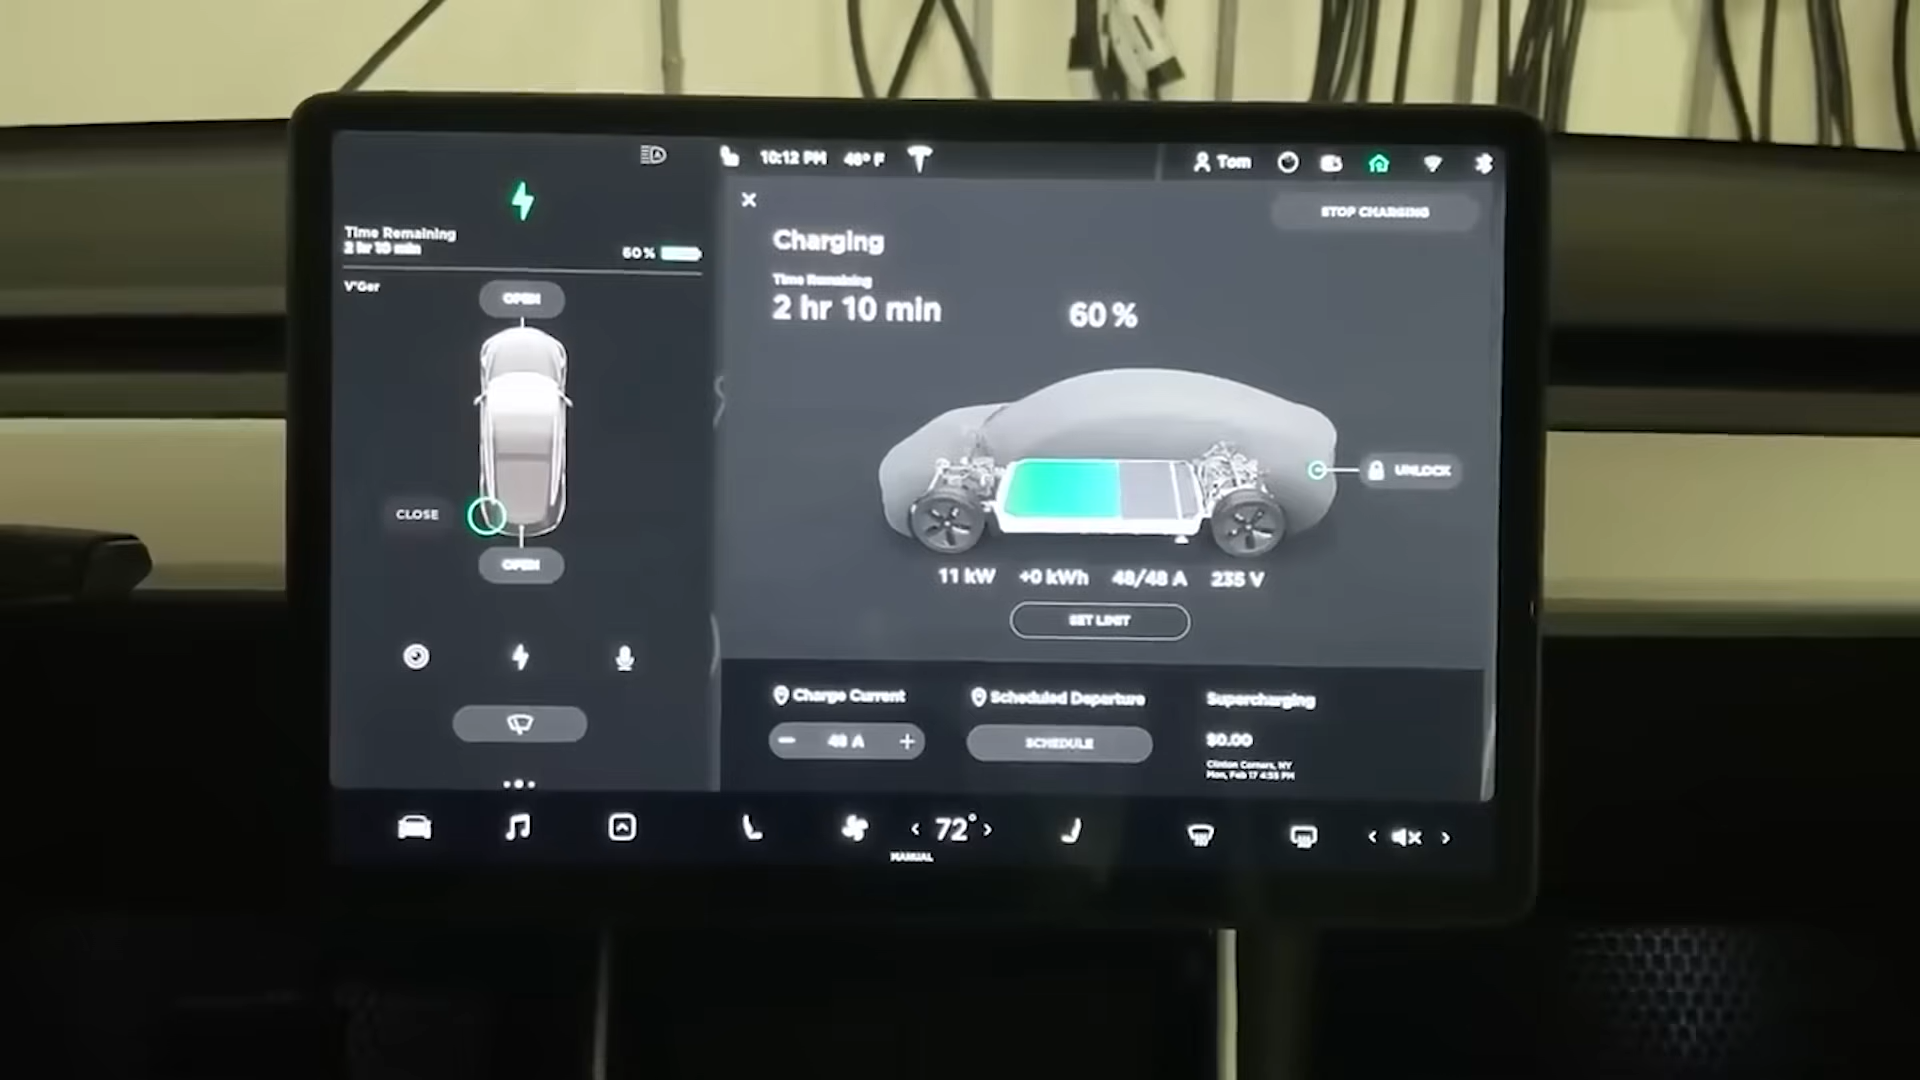 10:12 PM 46° F
Tom
Time Remaining
2 hr 10 min
60 %
V'Ger
OPEN
CLOSE
OPEN
STOP CHARGING
Charging
Time Remaining
2 hr 10 min
60 %
UNLOCK
11 kW +0 kWh 48/48 A 235 V
SET LIMIT
Charge Current
48 A
Scheduled Departure
SCHEDULE
Supercharging
$0.00
Clinton Corners, NY
Mon, Feb 17 4:55 PM
72°
MANUAL